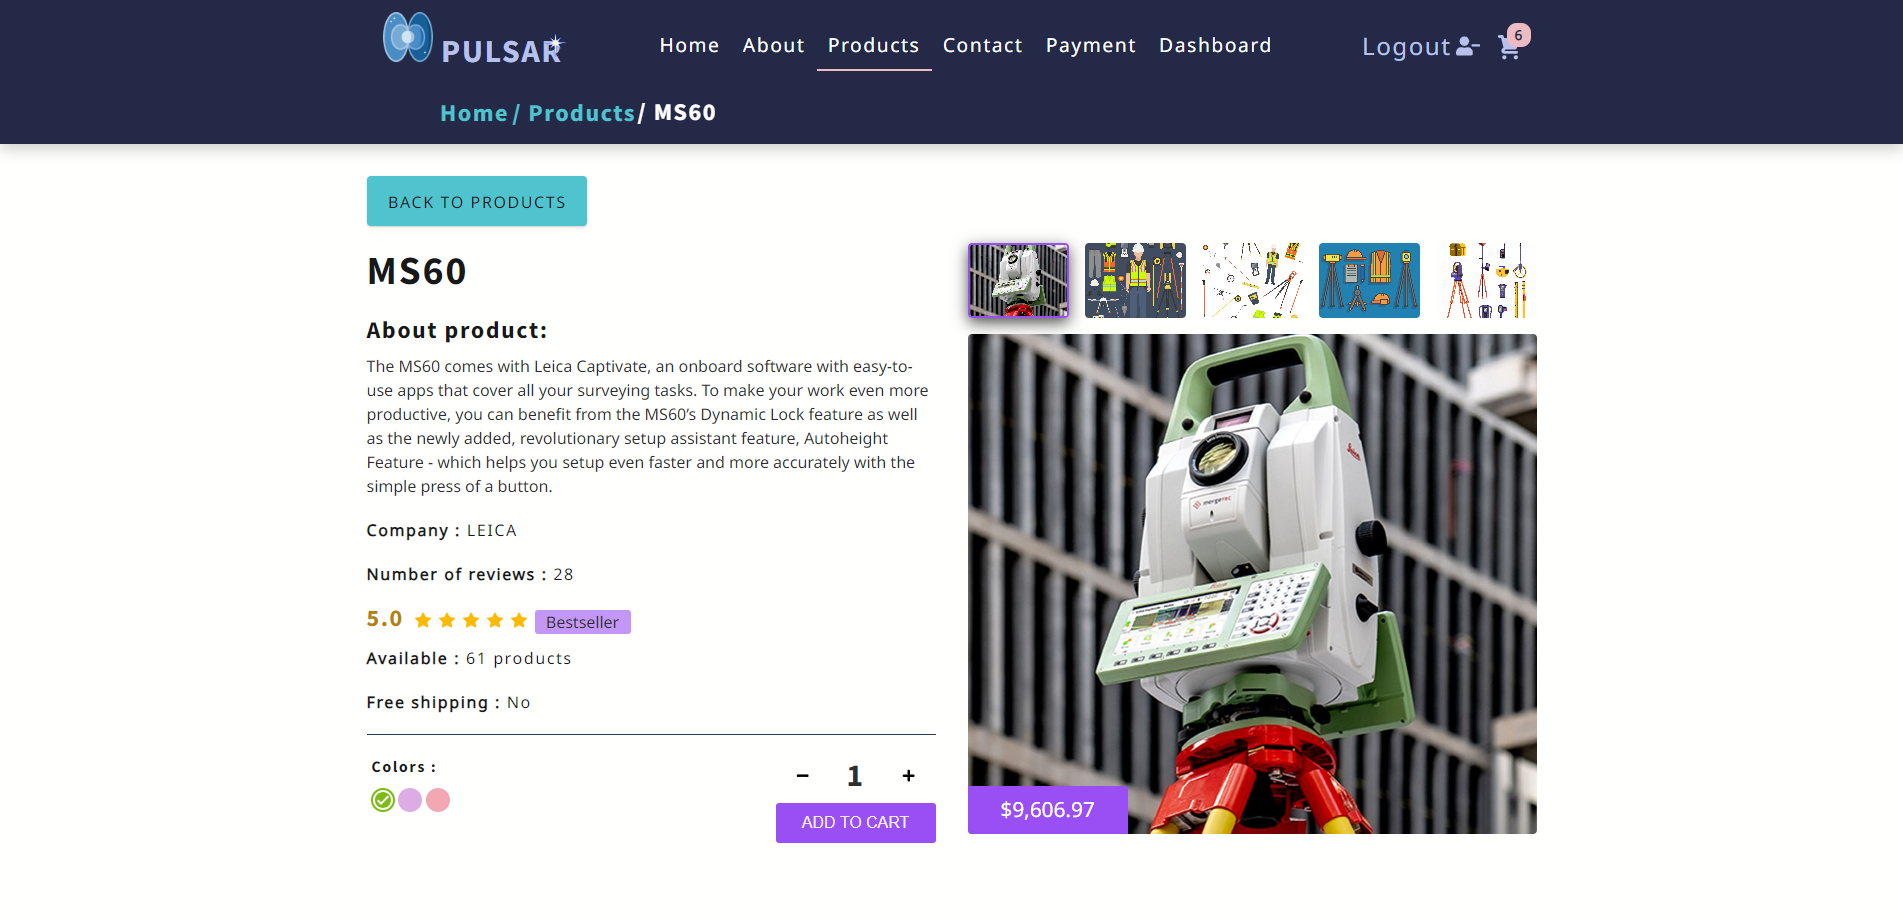 PULSAR
Home About Products Contact Payment Dashboard
Logout 6
Home / Products / MS60
BACK TO PRODUCTS
MS60
About product:
The MS60 comes with Leica Captivate, an onboard software with easy-to-
use apps that cover all your surveying tasks. To make your work even more
productive, you can benefit from the MS60’s Dynamic Lock feature as well
as the newly added, revolutionary setup assistant feature, Autoheight
Feature - which helps you setup even faster and more accurately with the
simple press of a button.
Company : LEICA
Number of reviews : 28
5.0 Bestseller
Available : 61 products
Free shipping : No
Colors :
− 1 +
ADD TO CART
Leica
mergetec
$9,606.97